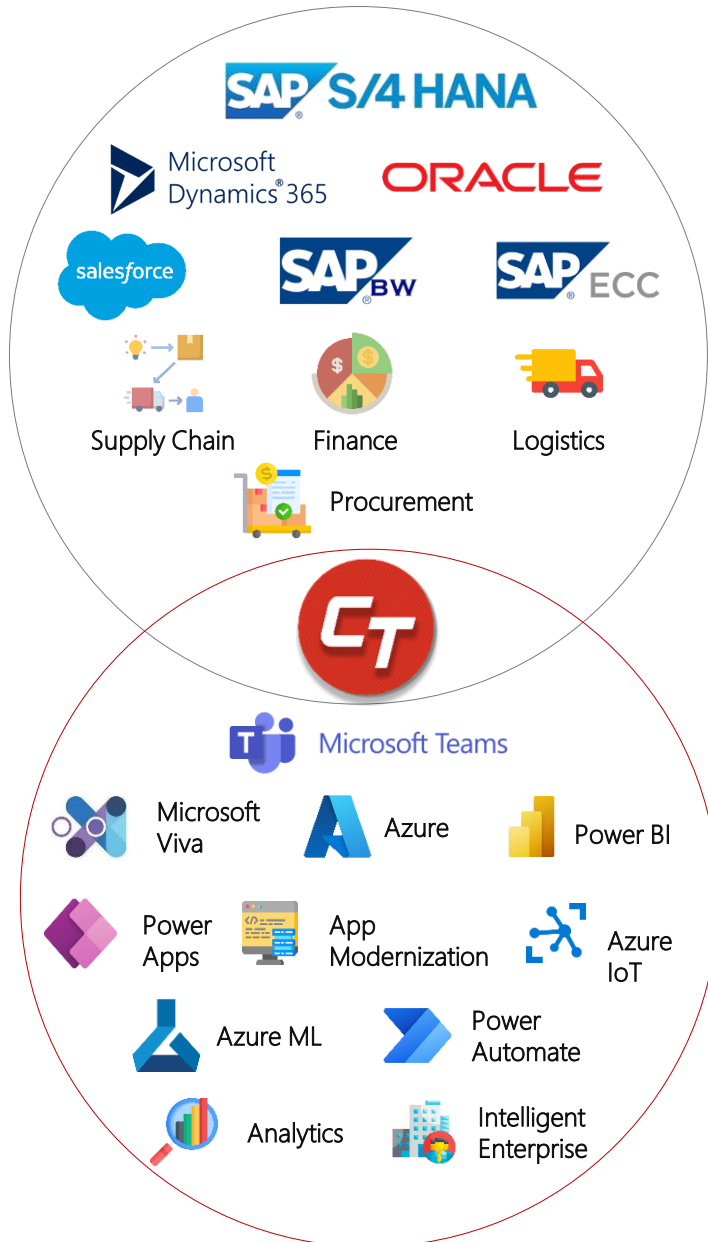 SAP® S/4 HANA
Microsoft
Dynamics® 365
ORACLE
salesforce
SAP® BW
SAP® ECC
$ $
Supply Chain
Finance
Logistics
$
Procurement
CT
T
Microsoft Teams
Microsoft
Viva
Azure
Power BI
Power
Apps
</>
App
Modernization
Azure
IoT
Azure ML
Power
Automate
Analytics
Intelligent
Enterprise